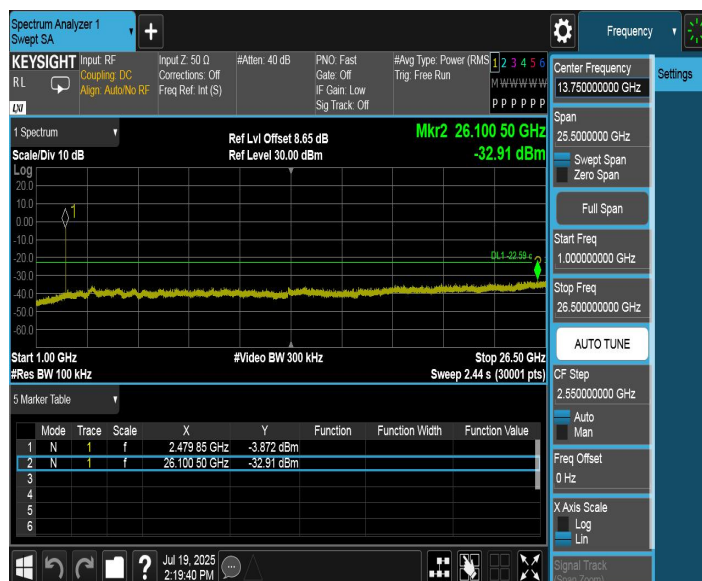 Spectrum Analyzer 1
Swept SA
Frequency
KEYSIGHT
RL
LXI
Input: RF
Coupling: DC
Align: Auto/No RF
Input Z: 50 Ω
Corrections: Off
Freq Ref: Int (S)
#Atten: 40 dB
PNO: Fast
Gate: Off
IF Gain: Low
Sig Track: Off
#Avg Type: Power (RMS
Trig: Free Run
1 2 3 4 5 6
M W W W W W
P P P P P P
Center Frequency
13.750000000 GHz
Settings
Span
25.5000000 GHz
Swept Span
Zero Span
Full Span
Start Freq
1.000000000 GHz
Stop Freq
26.500000000 GHz
AUTO TUNE
CF Step
2.550000000 GHz
Auto
Man
Freq Offset
0 Hz
X Axis Scale
Log
Lin
Signal Track
(Span Zoom)
1 Spectrum
Scale/Div 10 dB
Ref Lvl Offset 8.65 dB
Ref Level 30.00 dBm
Mkr2 26.100 50 GHz
-32.91 dBm
Log
20.0
10.0
0.00
-10.0
-20.0
-30.0
-40.0
-50.0
-60.0
1
DL1 -22.59
2
Start 1.00 GHz
#Video BW 300 kHz
Stop 26.50 GHz
#Res BW 100 kHz
Sweep 2.44 s (30001 pts)
5 Marker Table
Mode Trace Scale X Y Function Function Width Function Value
1 N 1 f 2.479 85 GHz -3.872 dBm
2 N 1 f 26.100 50 GHz -32.91 dBm
3
4
5
6
?
Jul 19, 2025
2:19:40 PM